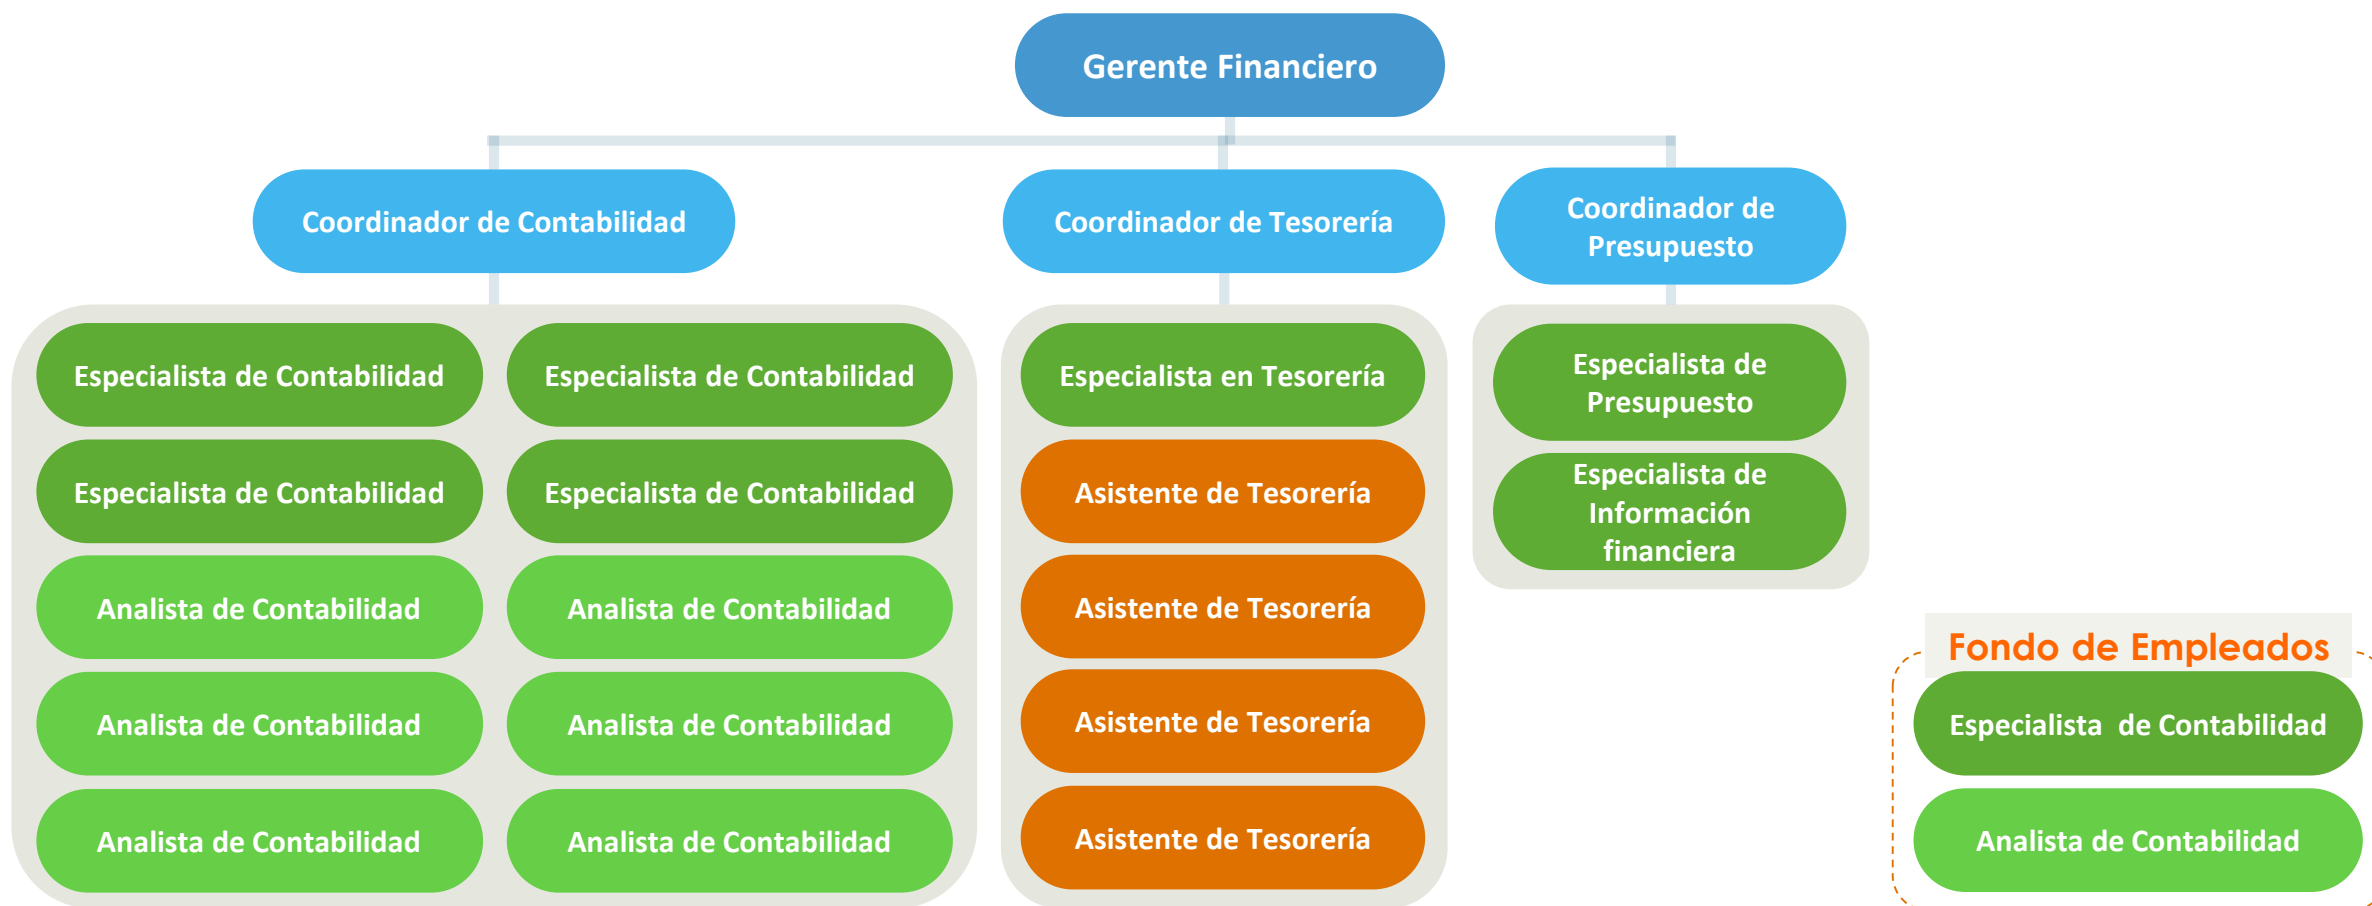 Gerente Financiero
Coordinador de Contabilidad
Coordinador de Tesorería
Coordinador de
Presupuesto
Especialista de Contabilidad
Especialista de Contabilidad
Especialista de Contabilidad
Especialista de Contabilidad
Analista de Contabilidad
Analista de Contabilidad
Analista de Contabilidad
Analista de Contabilidad
Analista de Contabilidad
Analista de Contabilidad
Especialista en Tesorería
Asistente de Tesorería
Asistente de Tesorería
Asistente de Tesorería
Asistente de Tesorería
Especialista de
Presupuesto
Especialista de
Información
financiera
Fondo de Empleados
Especialista  de Contabilidad
Analista de Contabilidad